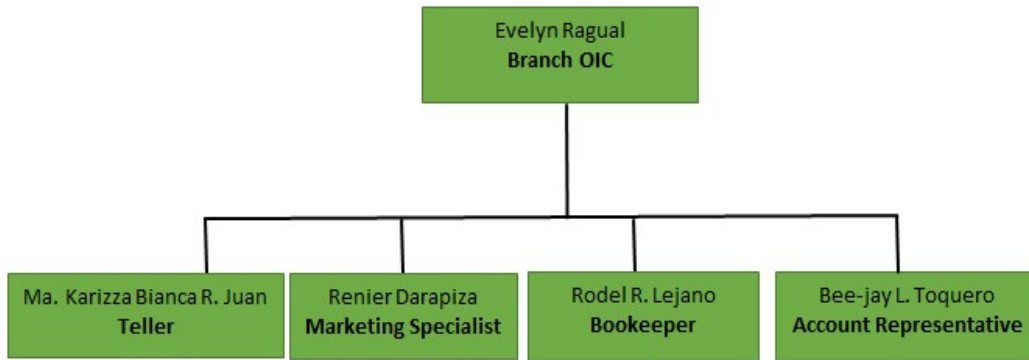 Evelyn Ragual
Branch OIC
Ma. Karizza Bianca R. Juan
Teller
Renier Darapiza
Marketing Specialist
Rodel R. Lejano
Bookeeper
Bee-jay L. Toquero
Account Representative